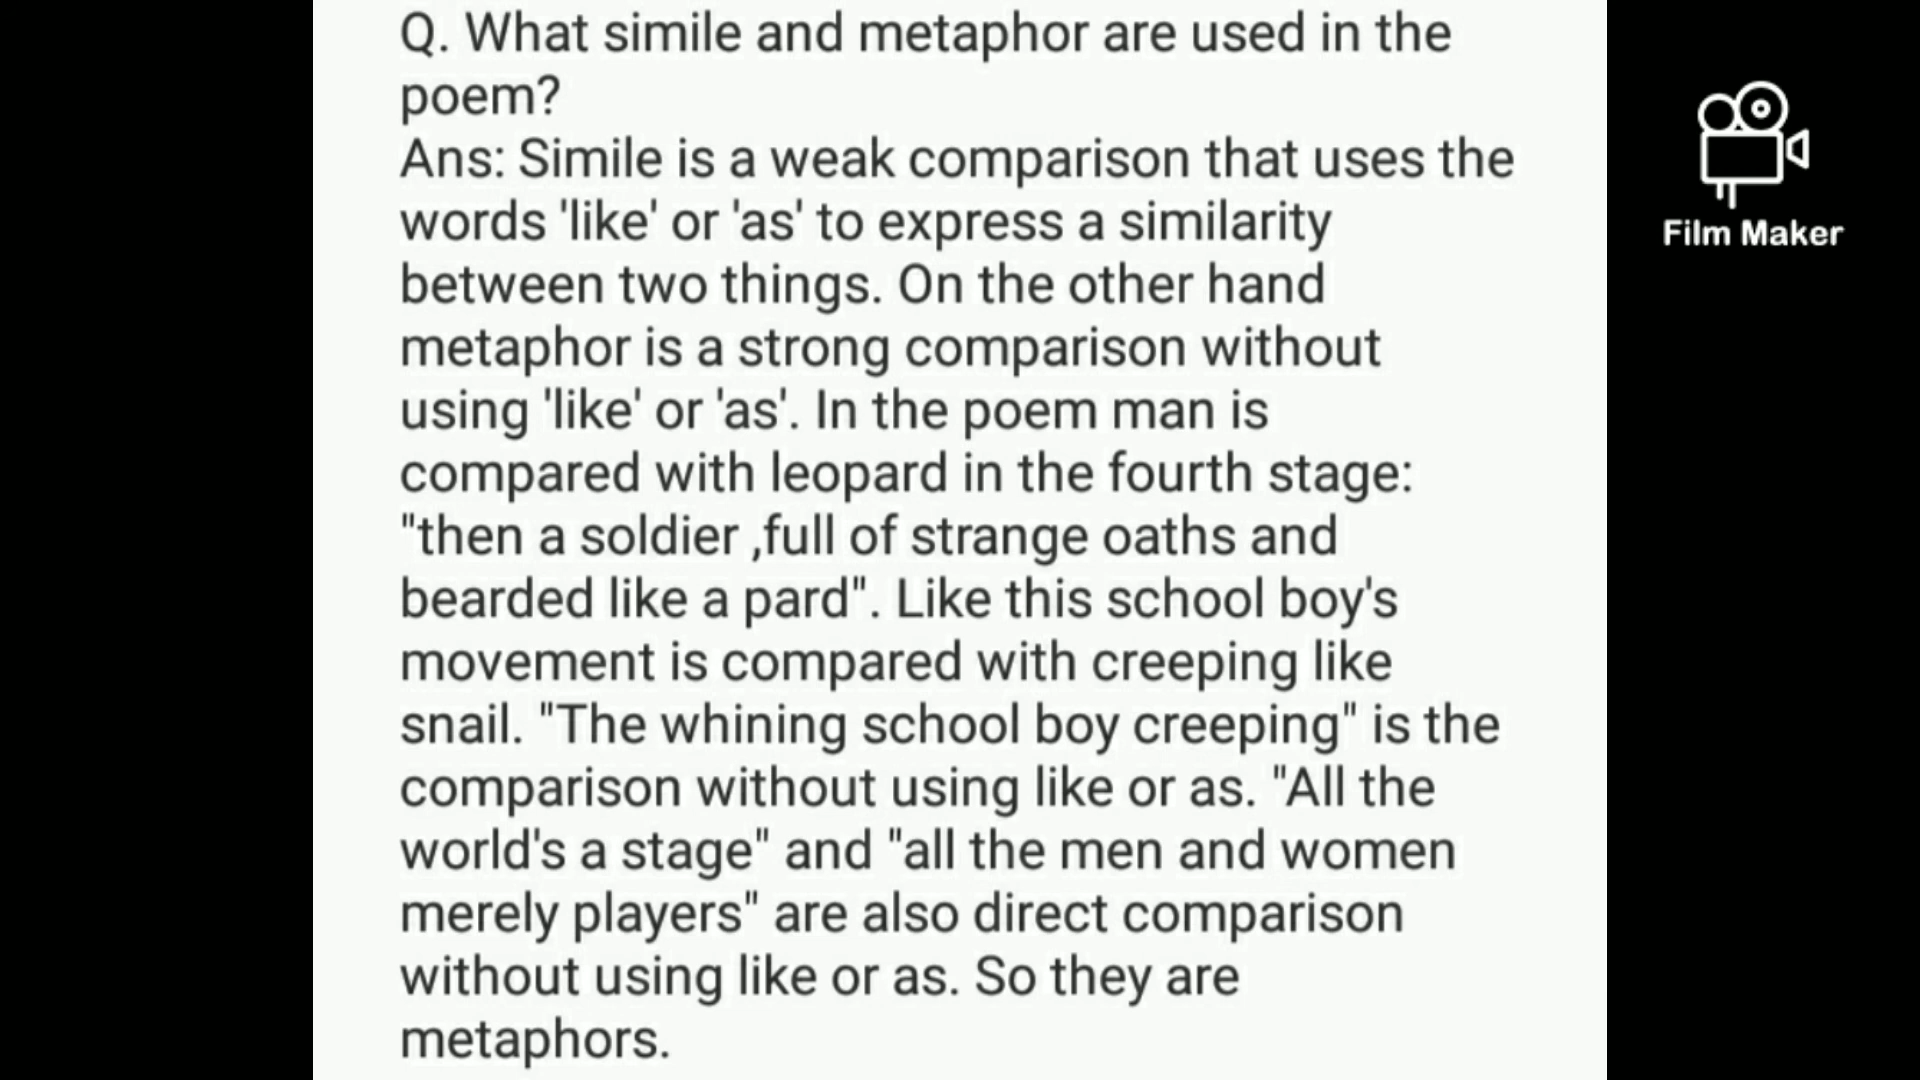 Q. What simile and metaphor are used in the
poem?
Ans: Simile is a weak comparison that uses the
words 'like' or 'as' to express a similarity
between two things. On the other hand
metaphor is a strong comparison without
using 'like' or 'as'. In the poem man is
compared with leopard in the fourth stage:
"then a soldier ,full of strange oaths and
bearded like a pard". Like this school boy's
movement is compared with creeping like
snail. "The whining school boy creeping" is the
comparison without using like or as. "All the
world's a stage" and "all the men and women
merely players" are also direct comparison
without using like or as. So they are
metaphors.
Film Maker